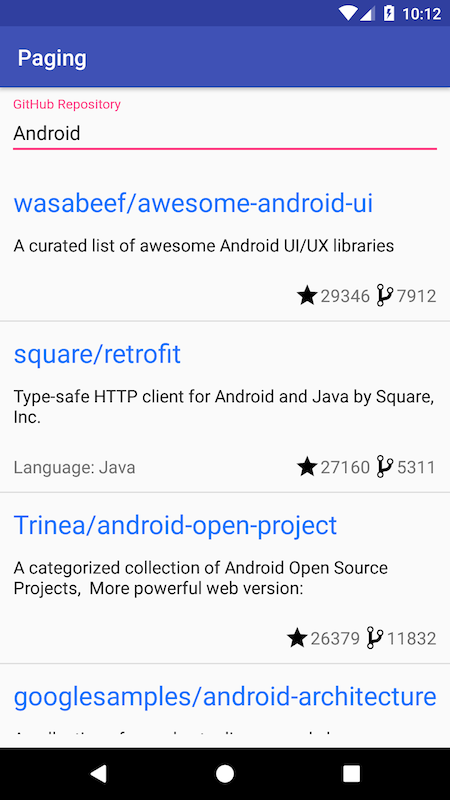 10:12
Paging
GitHub Repository
Android
wasabeef/awesome-android-ui
A curated list of awesome Android UI/UX libraries
29346 7912
square/retrofit
Type-safe HTTP client for Android and Java by Square,
Inc.
Language: Java 27160 5311
Trinea/android-open-project
A categorized collection of Android Open Source
Projects, More powerful web version:
26379 11832
googlesamples/android-architecture